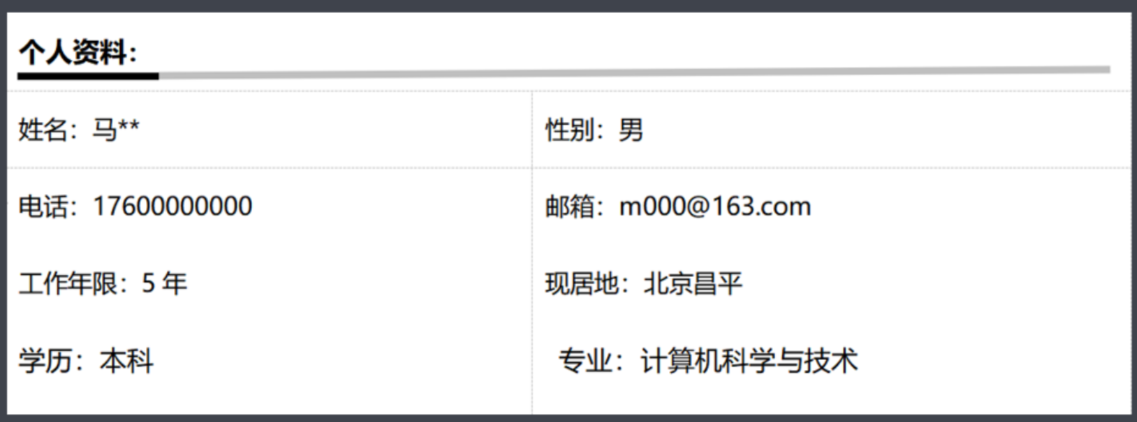 个人资料：
姓名：马** 性别：男
电话：17600000000 邮箱：m000@163.com
工作年限：5 年 现居地：北京昌平
学历：本科 专业：计算机科学与技术